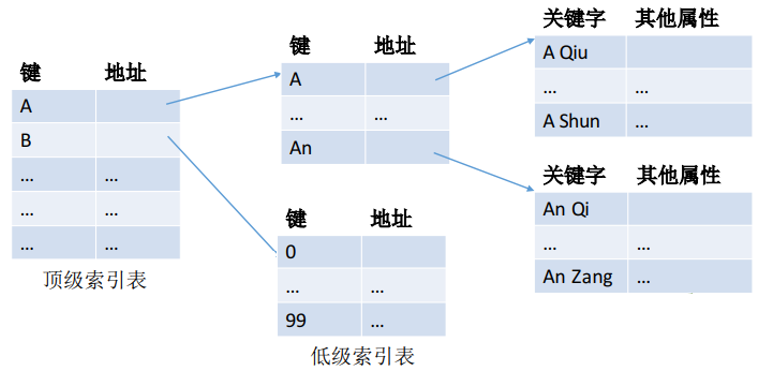 键 地址
A
B
... ...
... ...
... ...
顶级索引表
键 地址
A
... ...
An
键 地址
0
... ...
99 ...
低级索引表
关键字 其他属性
A Qiu
... ...
A Shun ...
关键字 其他属性
An Qi
... ...
An Zang ...